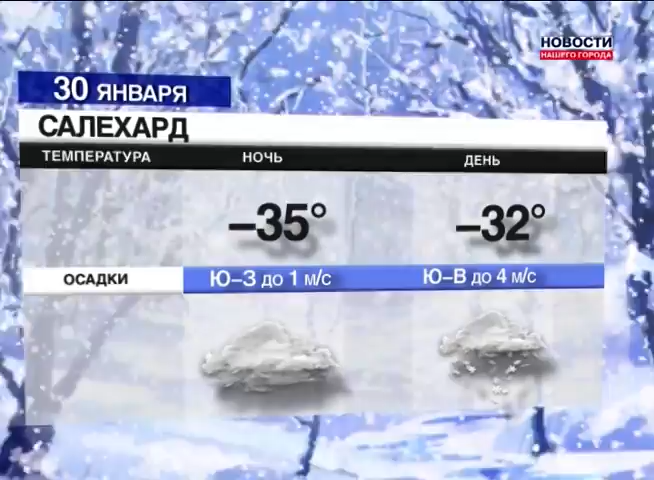 НОВОСТИ
НАШЕГО ГОРОДА
30 ЯНВАРЯ
САЛЕХАРД
ТЕМПЕРАТУРА НОЧЬ ДЕНЬ
–35° –32°
ОСАДКИ Ю–З ДО 1 М/С Ю–В ДО 4 М/С